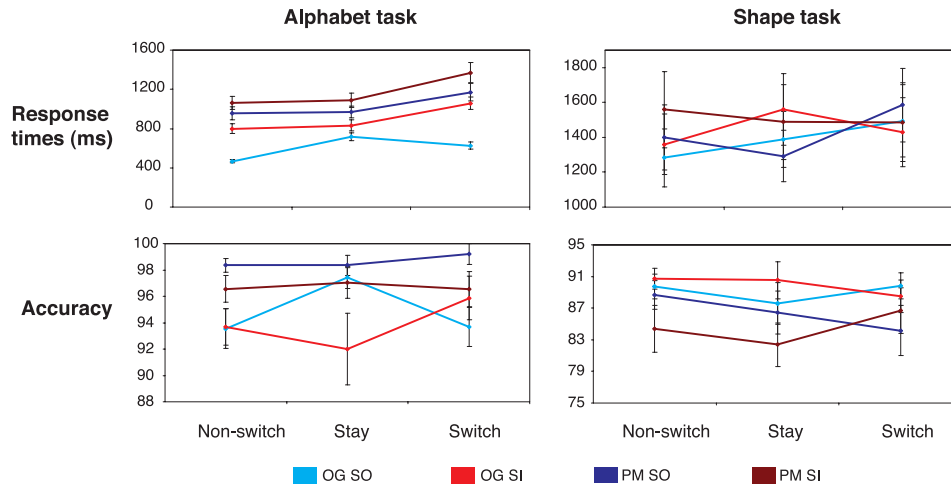 Alphabet task
Shape task
Response
times (ms)
1600
1200
800
400
0
1800
1600
1400
1200
1000
Accuracy
100
98
96
94
92
90
88
95
91
87
83
79
75
Non-switch Stay Switch
Non-switch Stay Switch
OG SO OG SI PM SO PM SI